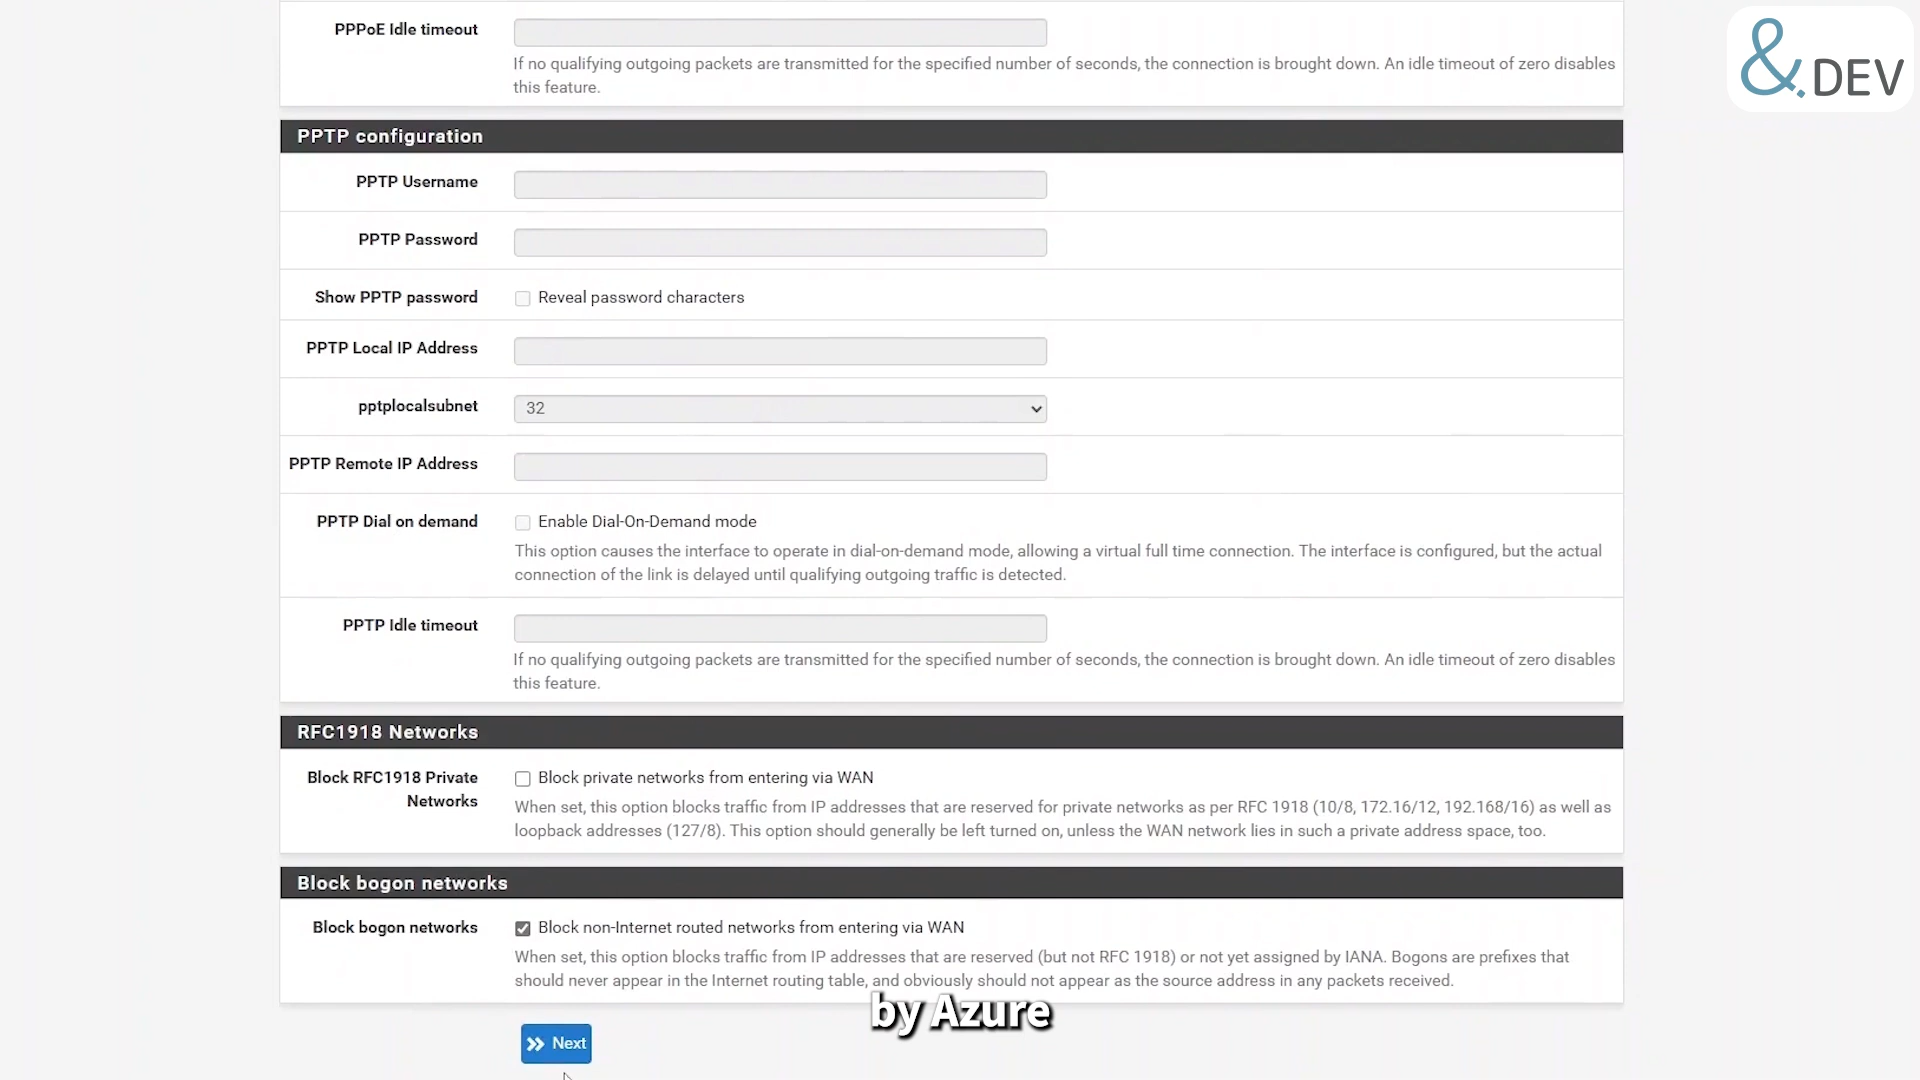 &.DEV
PPPoE Idle timeout
If no qualifying outgoing packets are transmitted for the specified number of seconds, the connection is brought down. An idle timeout of zero disables
this feature.
PPTP configuration
PPTP Username
PPTP Password
Show PPTP password
Reveal password characters
PPTP Local IP Address
pptplocalsubnet
32
PPTP Remote IP Address
PPTP Dial on demand
Enable Dial-On-Demand mode
This option causes the interface to operate in dial-on-demand mode, allowing a virtual full time connection. The interface is configured, but the actual
connection of the link is delayed until qualifying outgoing traffic is detected.
PPTP Idle timeout
If no qualifying outgoing packets are transmitted for the specified number of seconds, the connection is brought down. An idle timeout of zero disables
this feature.
RFC1918 Networks
Block RFC1918 Private
Networks
Block private networks from entering via WAN
When set, this option blocks traffic from IP addresses that are reserved for private networks as per RFC 1918 (10/8, 172.16/12, 192.168/16) as well as
loopback addresses (127/8). This option should generally be left turned on, unless the WAN network lies in such a private address space, too.
Block bogon networks
Block bogon networks
Block non-Internet routed networks from entering via WAN
When set, this option blocks traffic from IP addresses that are reserved (but not RFC 1918) or not yet assigned by IANA. Bogons are prefixes that
should never appear in the Internet routing table, and obviously should not appear as the source address in any packets received.
by Azure
Next